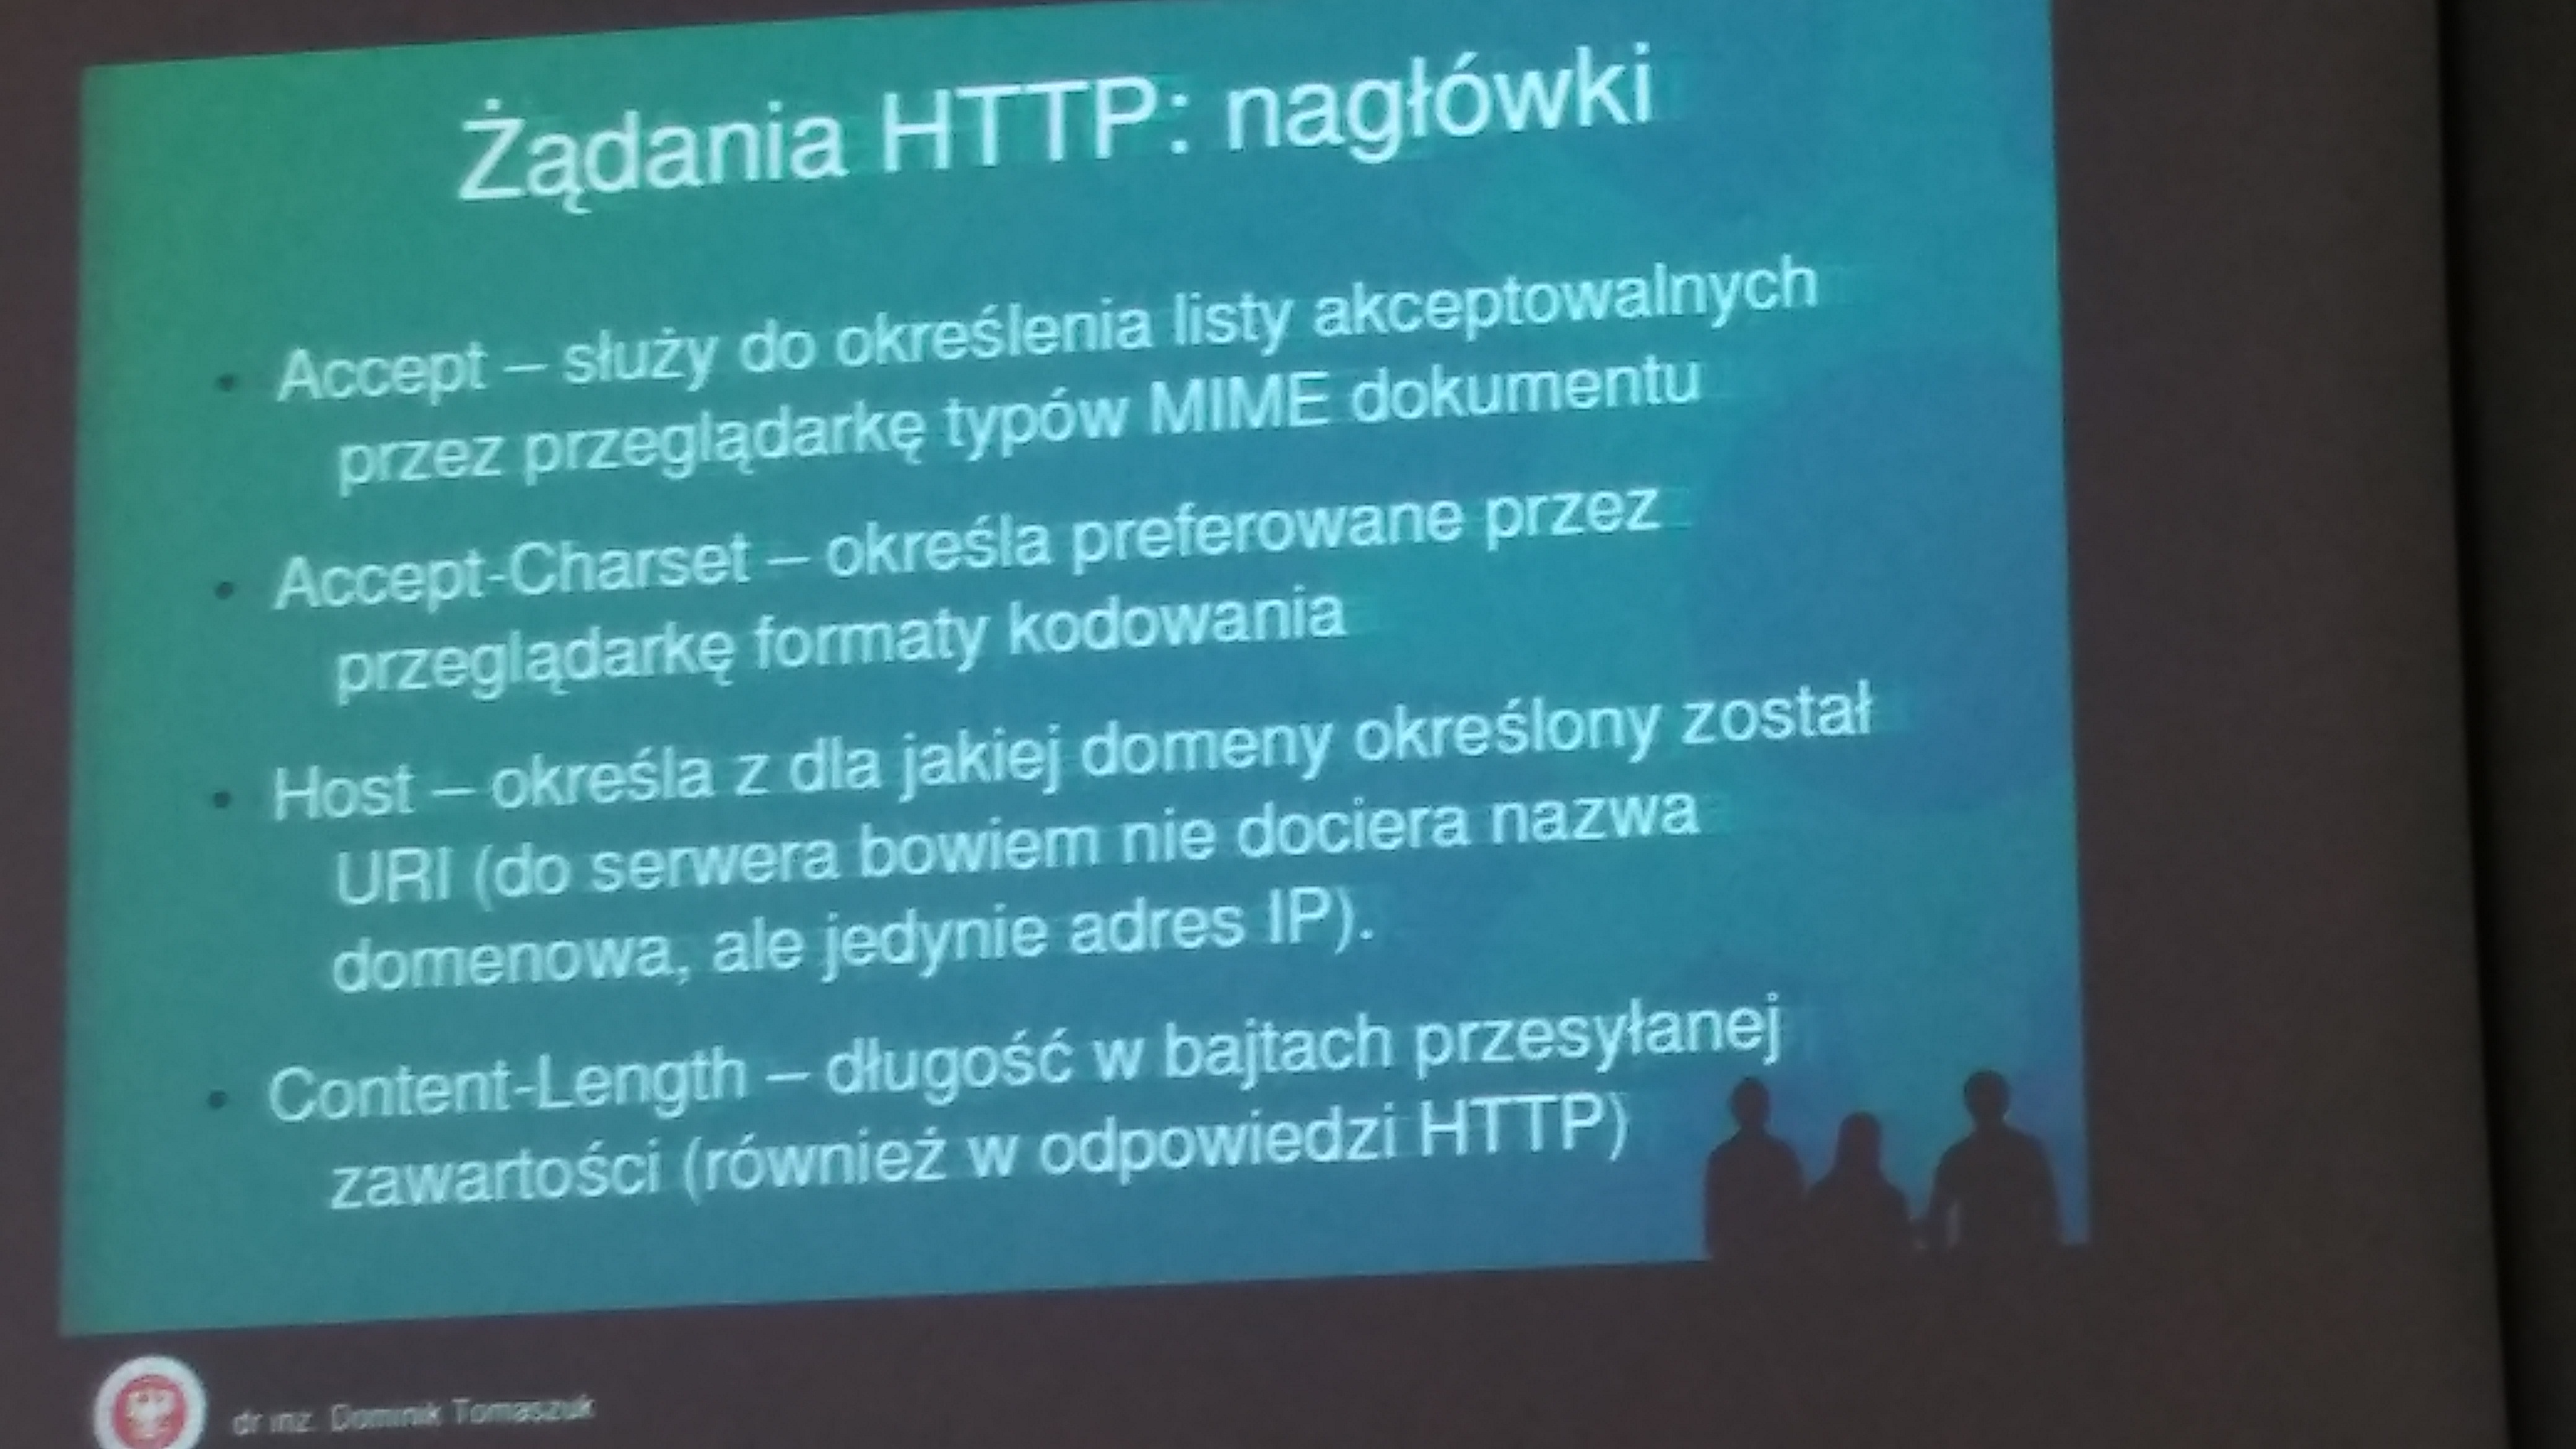 Żądania HTTP: nagłówki
• Accept – służy do określenia listy akceptowalnych
przez przeglądarkę typów MIME dokumentu
• Accept-Charset – określa preferowane przez
przeglądarkę formaty kodowania
• Host – określa z dla jakiej domeny określony został
URI (do serwera bowiem nie dociera nazwa
domenowa, ale jedynie adres IP).
• Content-Length – długość w bajtach przesyłanej
zawartości (również w odpowiedzi HTTP)
dr inż. Dominik Tomaszuk